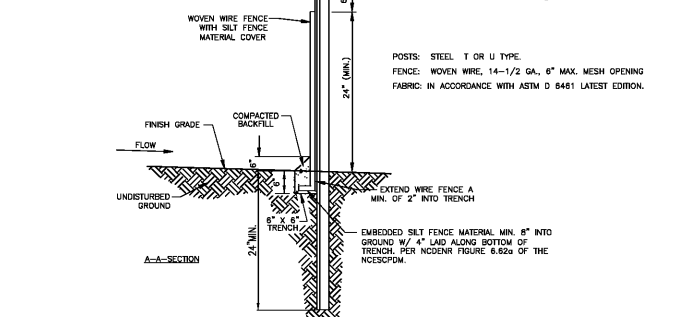 WOVEN WIRE FENCE
WITH SILT FENCE
MATERIAL COVER
24" (MIN.)
POSTS: STEEL T OR U TYPE.
FENCE: WOVEN WIRE, 14-1/2 GA., 6" MAX. MESH OPENING
FABRIC: IN ACCORDANCE WITH ASTM D 6461 LATEST EDITION.
COMPACTED
BACKFILL
FINISH GRADE
FLOW
6"
6"
UNDISTURBED
GROUND
EXTEND WIRE FENCE A
MIN. OF 2" INTO TRENCH
6" X 6"
TRENCH
24"MIN.
EMBEDDED SILT FENCE MATERIAL MIN. 8" INTO
GROUND W/ 4" LAID ALONG BOTTOM OF
TRENCH. PER NCDENR FIGURE 6.62a OF THE
NCESCPDM.
A-A-SECTION